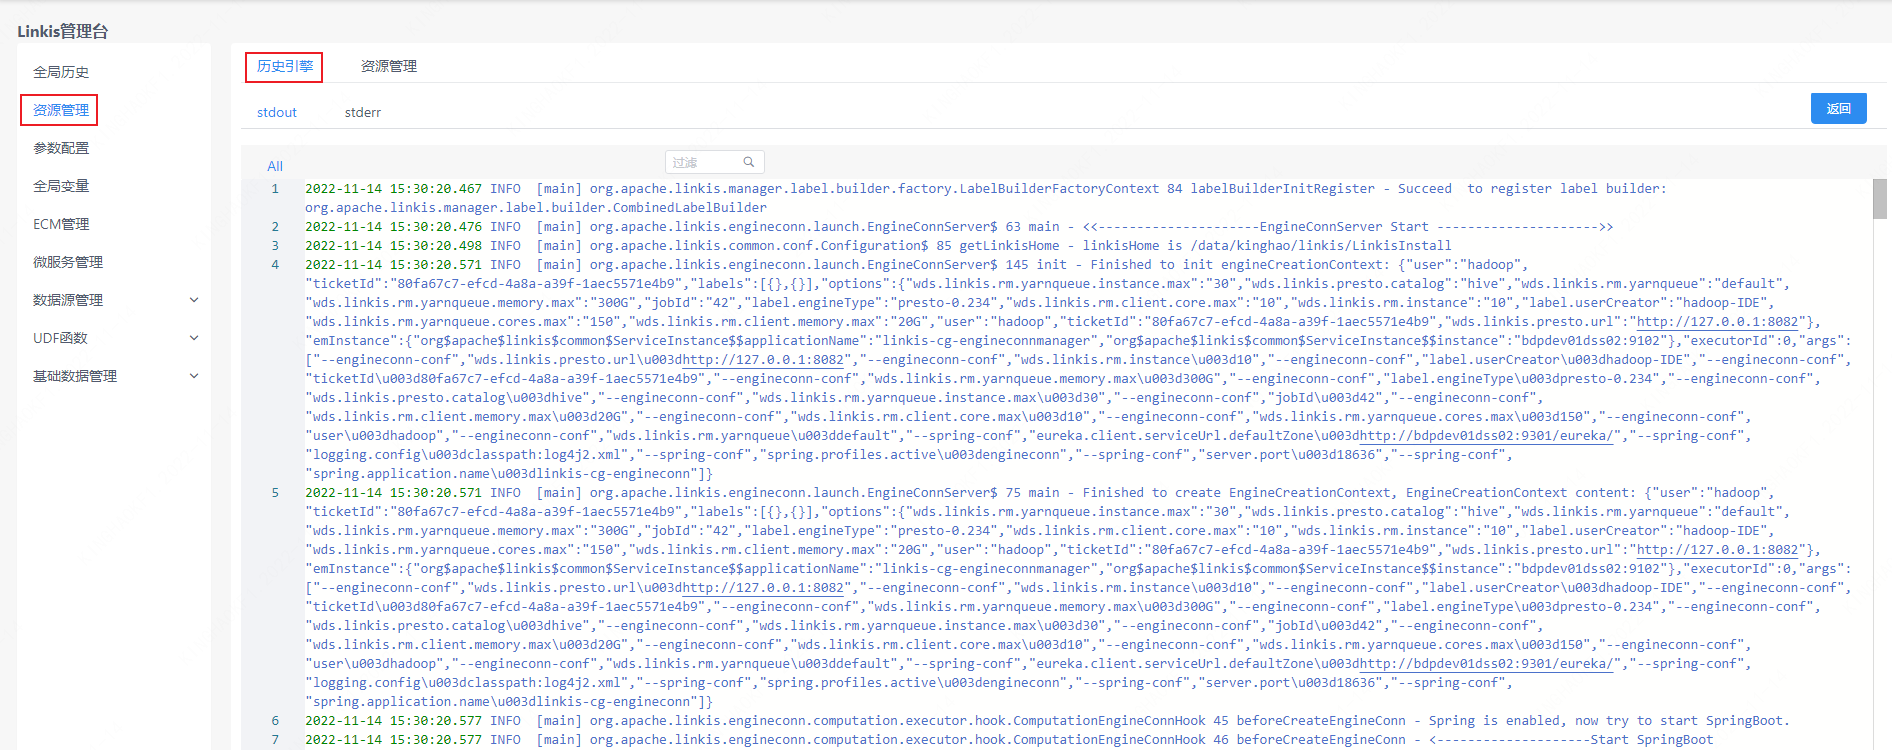 Linkis管理台
全局历史
资源管理
参数配置
全局变量
ECM管理
微服务管理
数据源管理
UDF函数
基础数据管理
历史引擎 资源管理
stdout stderr 返回
All 过滤
1 2022-11-14 15:30:20.467 INFO  [main] org.apache.linkis.manager.label.builder.factory.LabelBuilderFactoryContext 84 labelBuilderInitRegister - Succeed  to register label builder:
org.apache.linkis.manager.label.builder.CombinedLabelBuilder
2 2022-11-14 15:30:20.476 INFO  [main] org.apache.linkis.engineconn.launch.EngineConnServer$ 63 main - <<---------------------EngineConnServer Start --------------------->>
3 2022-11-14 15:30:20.498 INFO  [main] org.apache.linkis.common.conf.Configuration$ 85 getLinkisHome - linkisHome is /data/kinghao/linkis/LinkisInstall
4 2022-11-14 15:30:20.571 INFO  [main] org.apache.linkis.engineconn.launch.EngineConnServer$ 145 init - Finished to init engineCreationContext: {"user":"hadoop",
"ticketId":"80fa67c7-efcd-4a8a-a39f-1aec5571e4b9","labels":[{},{}],"options":{"wds.linkis.rm.yarnqueue.instance.max":"30","wds.linkis.presto.catalog":"hive","wds.linkis.rm.yarnqueue":"default",
"wds.linkis.rm.yarnqueue.memory.max":"300G","jobId":"42","label.engineType":"presto-0.234","wds.linkis.rm.client.core.max":"10","wds.linkis.rm.instance":"10","label.userCreator":"hadoop-IDE",
"wds.linkis.rm.yarnqueue.cores.max":"150","wds.linkis.rm.client.memory.max":"20G","user":"hadoop","ticketId":"80fa67c7-efcd-4a8a-a39f-1aec5571e4b9","wds.linkis.presto.url":"http://127.0.0.1:8082"},
"emInstance":{"org$apache$linkis$common$ServiceInstance$$applicationName":"linkis-cg-engineconnmanager","org$apache$linkis$common$ServiceInstance$$instance":"bdpdev01dss02:9102"},"executorId":0,"args":
["--engineconn-conf","wds.linkis.presto.url\u003dhttp://127.0.0.1:8082","--engineconn-conf","wds.linkis.rm.instance\u003d10","--engineconn-conf","label.userCreator\u003dhadoop-IDE","--engineconn-conf",
"ticketId\u003d80fa67c7-efcd-4a8a-a39f-1aec5571e4b9","--engineconn-conf","wds.linkis.rm.yarnqueue.memory.max\u003d300G","--engineconn-conf","label.engineType\u003dpresto-0.234","--engineconn-conf",
"wds.linkis.presto.catalog\u003dhive","--engineconn-conf","wds.linkis.rm.yarnqueue.instance.max\u003d30","--engineconn-conf","jobId\u003d42","--engineconn-conf",
"wds.linkis.rm.client.memory.max\u003d20G","--engineconn-conf","wds.linkis.rm.client.core.max\u003d10","--engineconn-conf","wds.linkis.rm.yarnqueue.cores.max\u003d150","--engineconn-conf",
"user\u003dhadoop","--engineconn-conf","wds.linkis.rm.yarnqueue\u003ddefault","--spring-conf","eureka.client.serviceUrl.defaultZone\u003dhttp://bdpdev01dss02:9301/eureka/","--spring-conf",
"logging.config\u003dclasspath:log4j2.xml","--spring-conf","spring.profiles.active\u003dengineconn","--spring-conf","server.port\u003d18636","--spring-conf",
"spring.application.name\u003dlinkis-cg-engineconn"]}
5 2022-11-14 15:30:20.571 INFO  [main] org.apache.linkis.engineconn.launch.EngineConnServer$ 75 main - Finished to create EngineCreationContext, EngineCreationContext content: {"user":"hadoop",
"ticketId":"80fa67c7-efcd-4a8a-a39f-1aec5571e4b9","labels":[{},{}],"options":{"wds.linkis.rm.yarnqueue.instance.max":"30","wds.linkis.presto.catalog":"hive","wds.linkis.rm.yarnqueue":"default",
"wds.linkis.rm.yarnqueue.memory.max":"300G","jobId":"42","label.engineType":"presto-0.234","wds.linkis.rm.client.core.max":"10","wds.linkis.rm.instance":"10","label.userCreator":"hadoop-IDE",
"wds.linkis.rm.yarnqueue.cores.max":"150","wds.linkis.rm.client.memory.max":"20G","user":"hadoop","ticketId":"80fa67c7-efcd-4a8a-a39f-1aec5571e4b9","wds.linkis.presto.url":"http://127.0.0.1:8082"},
"emInstance":{"org$apache$linkis$common$ServiceInstance$$applicationName":"linkis-cg-engineconnmanager","org$apache$linkis$common$ServiceInstance$$instance":"bdpdev01dss02:9102"},"executorId":0,"args":
["--engineconn-conf","wds.linkis.presto.url\u003dhttp://127.0.0.1:8082","--engineconn-conf","wds.linkis.rm.instance\u003d10","--engineconn-conf","label.userCreator\u003dhadoop-IDE","--engineconn-conf",
"ticketId\u003d80fa67c7-efcd-4a8a-a39f-1aec5571e4b9","--engineconn-conf","wds.linkis.rm.yarnqueue.memory.max\u003d300G","--engineconn-conf","label.engineType\u003dpresto-0.234","--engineconn-conf",
"wds.linkis.presto.catalog\u003dhive","--engineconn-conf","wds.linkis.rm.yarnqueue.instance.max\u003d30","--engineconn-conf","jobId\u003d42","--engineconn-conf",
"wds.linkis.rm.client.memory.max\u003d20G","--engineconn-conf","wds.linkis.rm.client.core.max\u003d10","--engineconn-conf","wds.linkis.rm.yarnqueue.cores.max\u003d150","--engineconn-conf",
"user\u003dhadoop","--engineconn-conf","wds.linkis.rm.yarnqueue\u003ddefault","--spring-conf","eureka.client.serviceUrl.defaultZone\u003dhttp://bdpdev01dss02:9301/eureka/","--spring-conf",
"logging.config\u003dclasspath:log4j2.xml","--spring-conf","spring.profiles.active\u003dengineconn","--spring-conf","server.port\u003d18636","--spring-conf",
"spring.application.name\u003dlinkis-cg-engineconn"]}
6 2022-11-14 15:30:20.577 INFO  [main] org.apache.linkis.engineconn.computation.executor.hook.ComputationEngineConnHook 45 beforeCreateEngineConn - Spring is enabled, now try to start SpringBoot.
7 2022-11-14 15:30:20.577 INFO  [main] org.apache.linkis.engineconn.computation.executor.hook.ComputationEngineConnHook 46 beforeCreateEngineConn - <--------------------Start SpringBoot